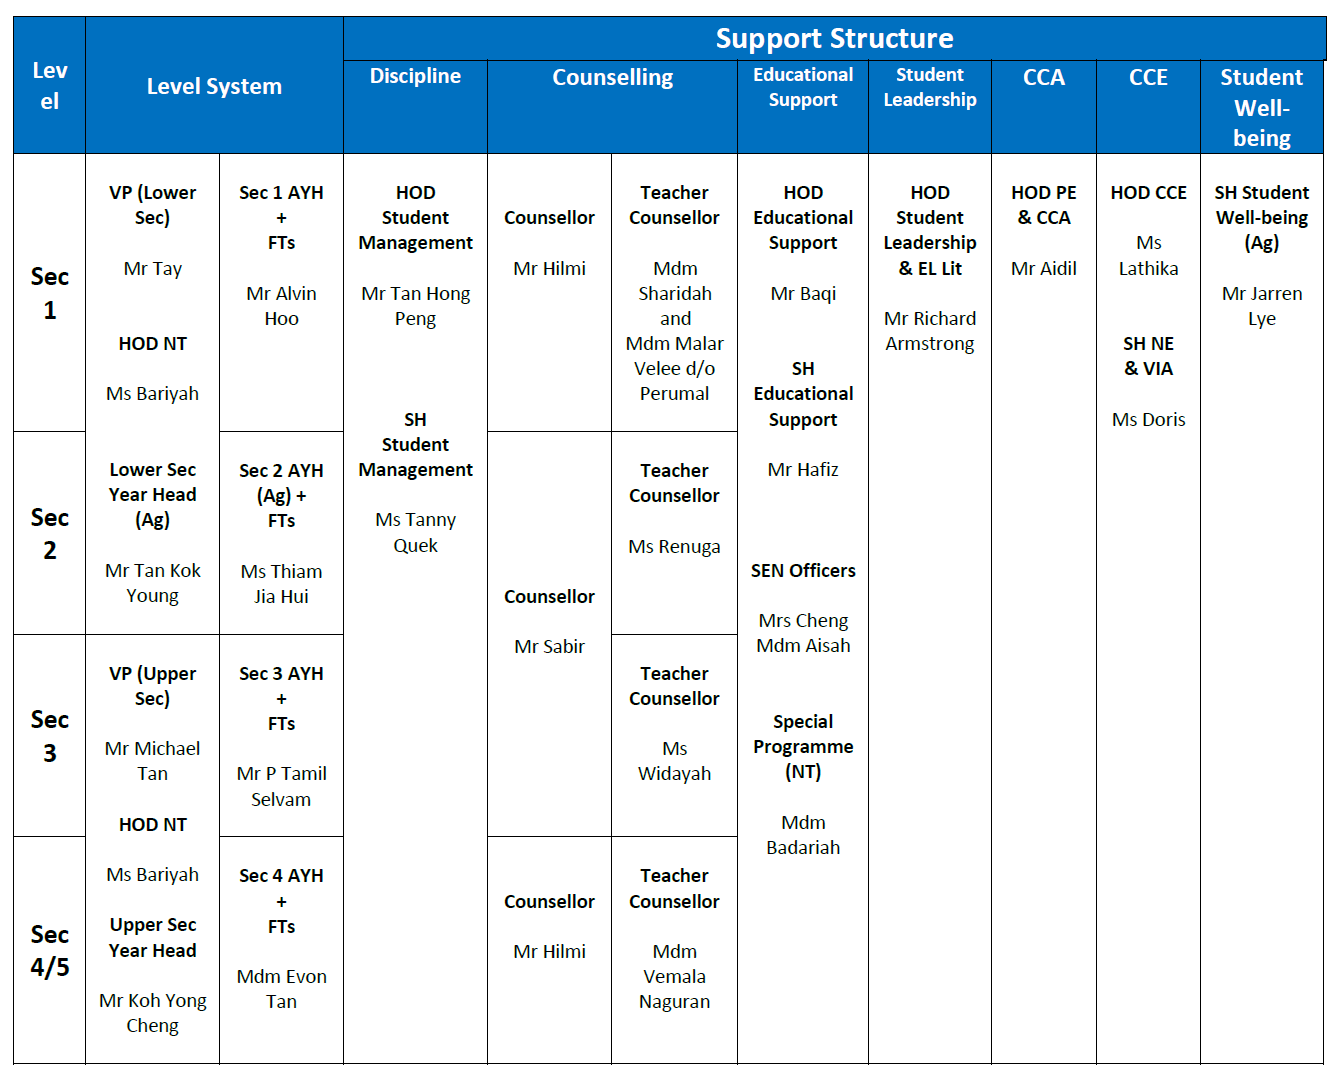 Support Structure
Lev
el
Level System
Discipline
Counselling
Educational
Support
Student
Leadership
CCA
CCE
Student
Well-
being
Sec
1
VP (Lower
Sec)
Mr Tay
HOD NT
Ms Bariyah
Lower Sec
Year Head
(Ag)
Mr Tan Kok
Young
Sec 1 AYH
+
FTs
Mr Alvin
Hoo
HOD
Student
Management
Mr Tan Hong
Peng
SH
Student
Management
Ms Tanny
Quek
Counsellor
Mr Hilmi
Teacher
Counsellor
Mdm
Sharidah
and
Mdm Malar
Velee d/o
Perumal
HOD
Educational
Support
Mr Baqi
SH
Educational
Support
Mr Hafiz
SEN Officers
Mrs Cheng
Mdm Aisah
Special
Programme
(NT)
Mdm
Badariah
HOD
Student
Leadership
& EL Lit
Mr Richard
Armstrong
HOD PE
& CCA
Mr Aidil
HOD CCE
Ms
Lathika
SH NE
& VIA
Ms Doris
SH Student
Well-being
(Ag)
Mr Jarren
Lye
Sec
2
Sec 2 AYH
(Ag) +
FTs
Ms Thiam
Jia Hui
Counsellor
Mr Sabir
Teacher
Counsellor
Ms Renuga
Sec
3
VP (Upper
Sec)
Mr Michael
Tan
HOD NT
Ms Bariyah
Upper Sec
Year Head
Mr Koh Yong
Cheng
Sec 3 AYH
+
FTs
Mr P Tamil
Selvam
Teacher
Counsellor
Ms
Widayah
Sec
4/5
Sec 4 AYH
+
FTs
Mdm Evon
Tan
Counsellor
Mr Hilmi
Teacher
Counsellor
Mdm
Vemala
Naguran